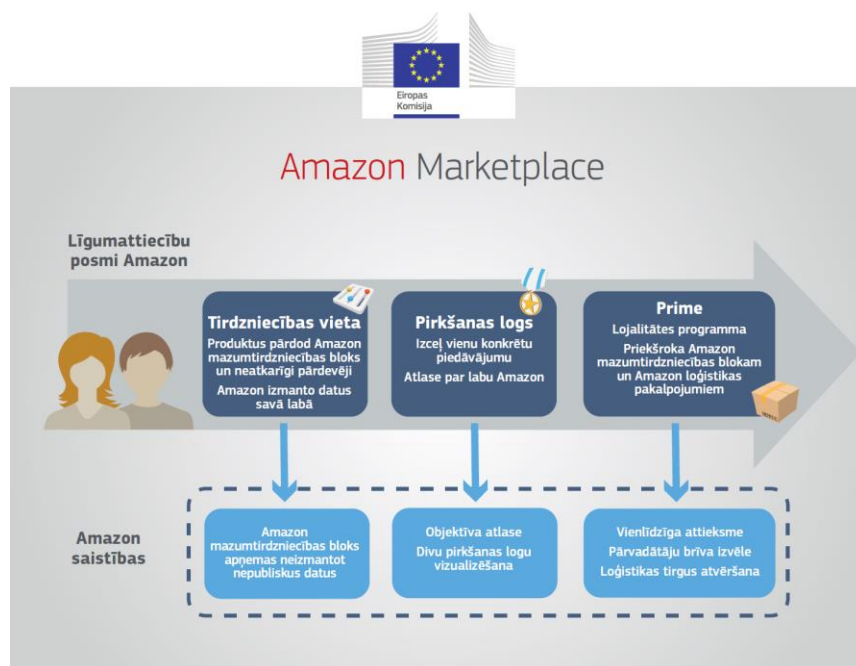 Eiropas
Komisija
Amazon Marketplace
Līgumattiecību
posmi Amazon
Tirdzniecības vieta
Produktus pārdod Amazon
mazumtirdzniecības bloks
un neatkarīgi pārdevēji
Amazon izmanto datus
savā labā
Pirkšanas logs
Izceļ vienu konkrētu
piedāvājumu
Atlase par labu Amazon
Prime
Lojalitātes programma
Priekšroka Amazon
mazumtirdzniecības blokam
un Amazon loģistikas
pakalpojumiem
Amazon
saistības
Amazon
mazumtirdzniecības bloks
apņemas neizmantot
nepubliskus datus
Objektīva atlase
Divu pirkšanas logu
vizualizēšana
Vienlīdzīga attieksme
Pārvadātāju brīva izvēle
Loģistikas tirgus atvēršana